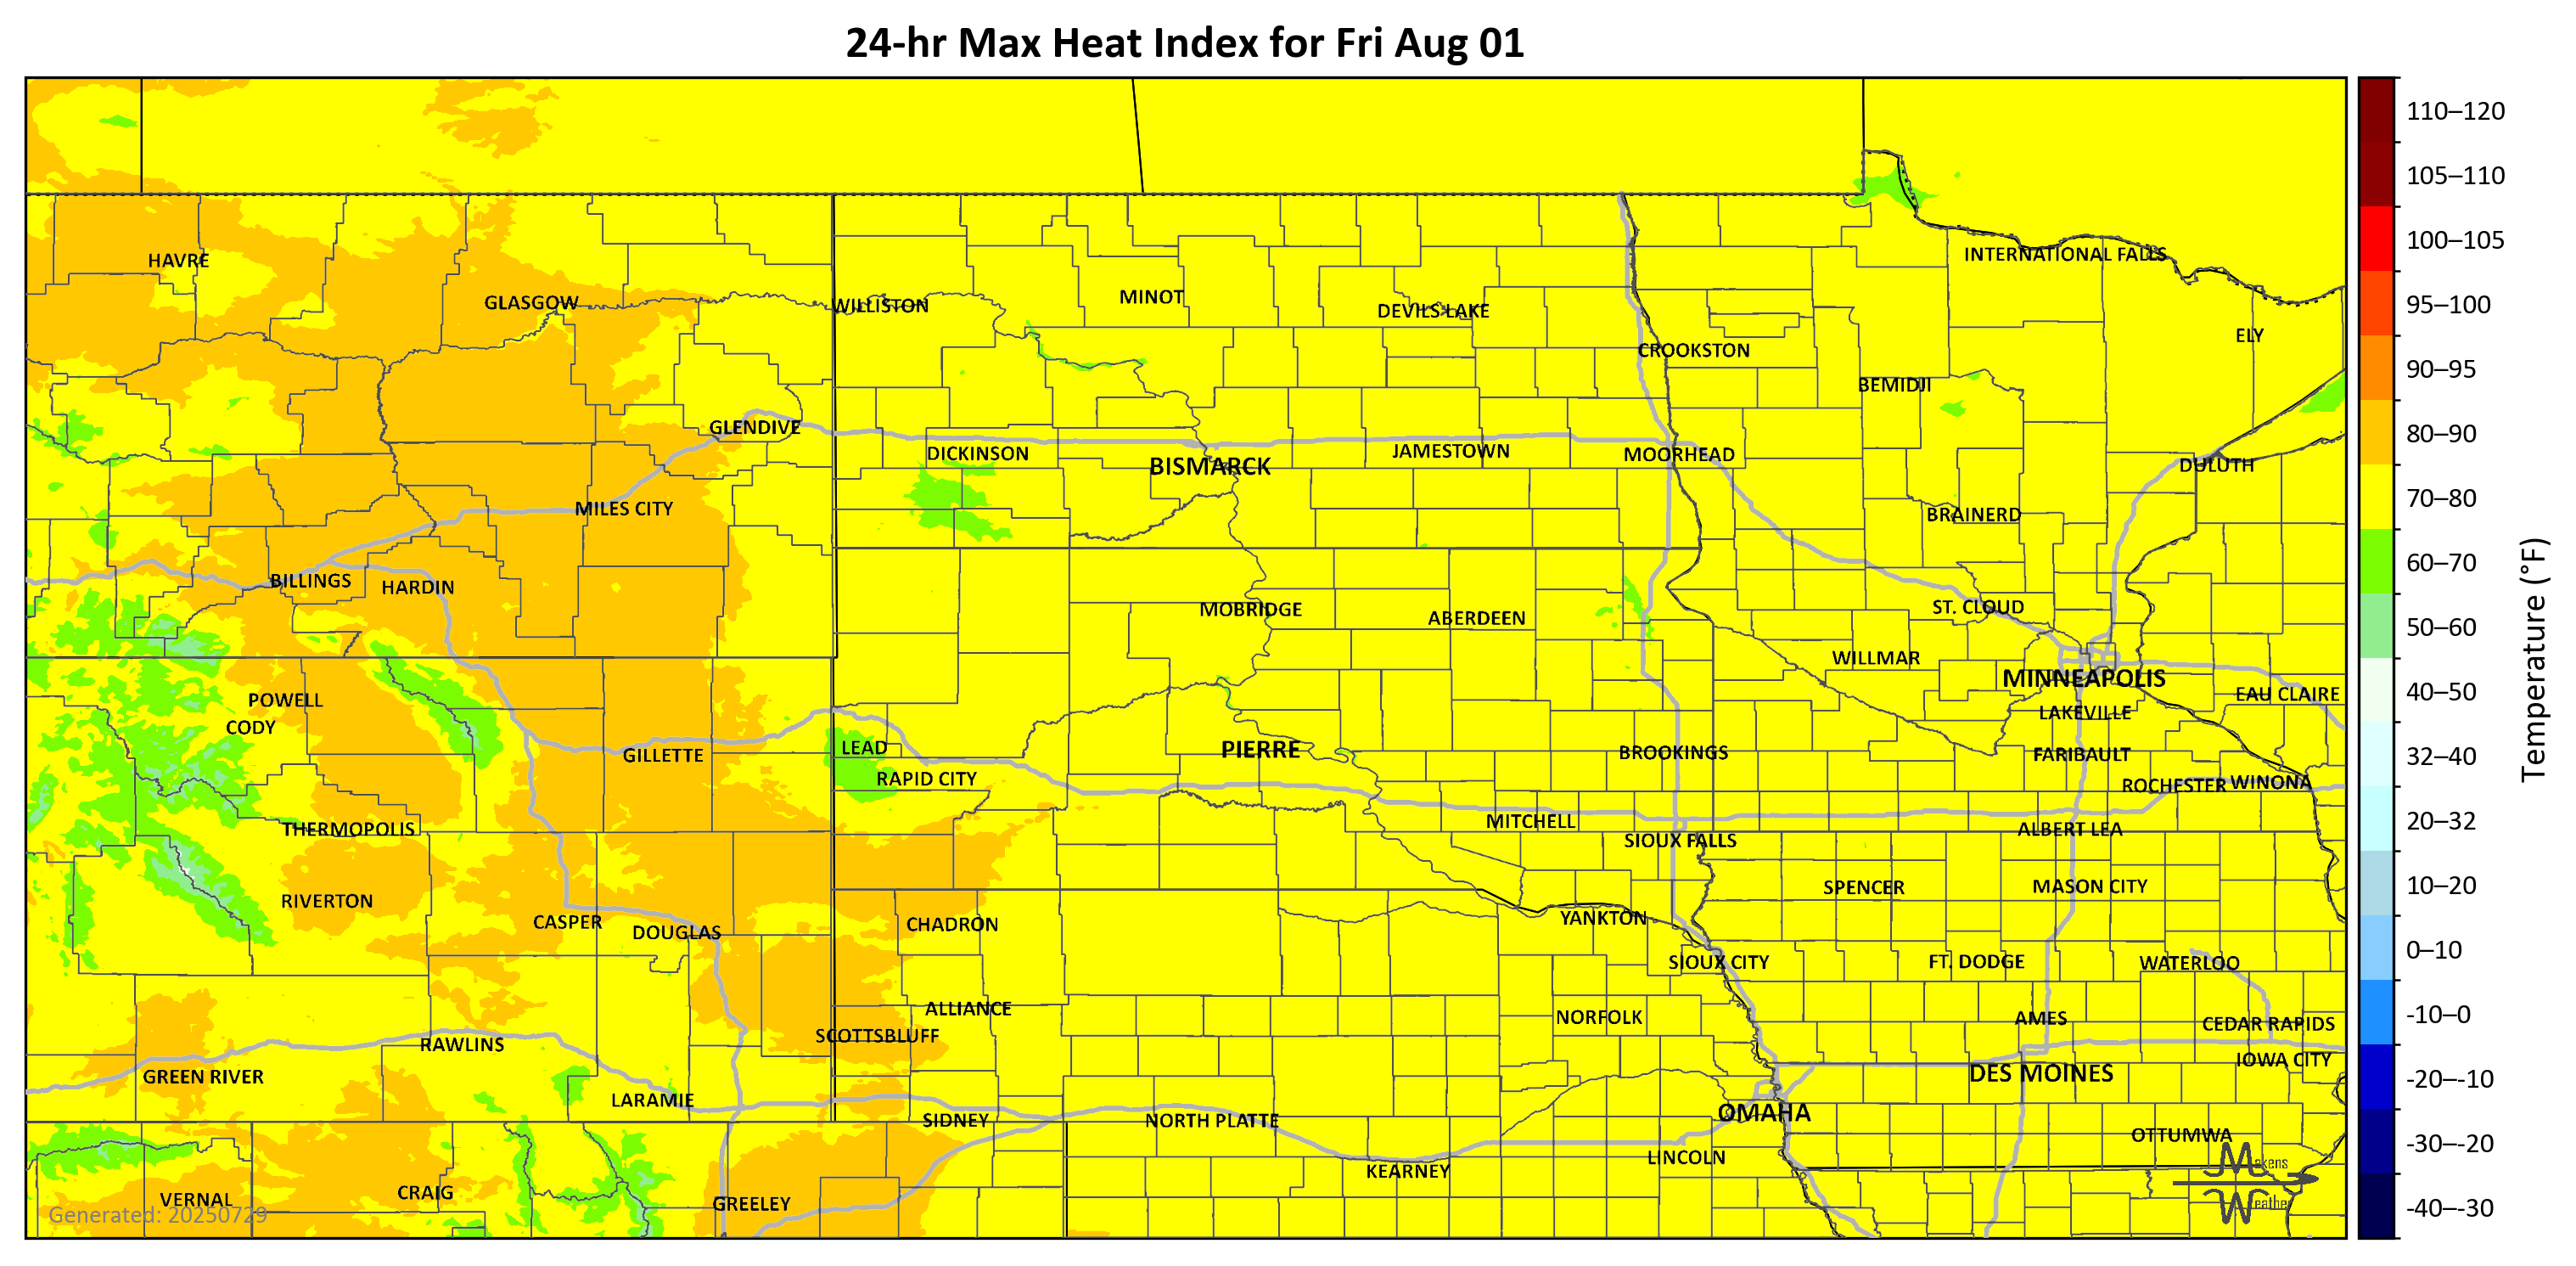 24-hr Max Heat Index for Fri Aug 01
110–120
105–110
100–105
95–100
90–95
80–90
70–80
60–70
50–60
40–50
32–40
20–32
10–20
0–10
-10–0
-20–-10
-30–-20
-40–-30
Temperature (°F)
HAVRE
INTERNATIONAL FALLS
GLASGOW
WILLISTON
MINOT
DEVILS LAKE
ELY
CROOKSTON
BEMIDJI
GLENDIVE
DICKINSON
BISMARCK
JAMESTOWN
MOORHEAD
DULUTH
MILES CITY
BRAINERD
BILLINGS
HARDIN
MOBRIDGE
ABERDEEN
ST. CLOUD
WILLMAR
MINNEAPOLIS
POWELL
EAU CLAIRE
CODY
LAKEVILLE
GILLETTE
LEAD
PIERRE
BROOKINGS
FARIBAULT
RAPID CITY
ROCHESTER
WINONA
THERMOPOLIS
MITCHELL
SIOUX FALLS
ALBERT LEA
RIVERTON
SPENCER
MASON CITY
CASPER
DOUGLAS
CHADRON
YANKTON
SIOUX CITY
FT. DODGE
WATERLOO
ALLIANCE
NORFOLK
AMES
CEDAR RAPIDS
SCOTTSBLUFF
RAWLINS
IOWA CITY
GREEN RIVER
DES MOINES
LARAMIE
SIDNEY
NORTH PLATTE
OMAHA
OTTUMWA
LINCOLN
KEARNEY
VERNAL
CRAIG
GREELEY
Makens
Weather
Generated: 20250729